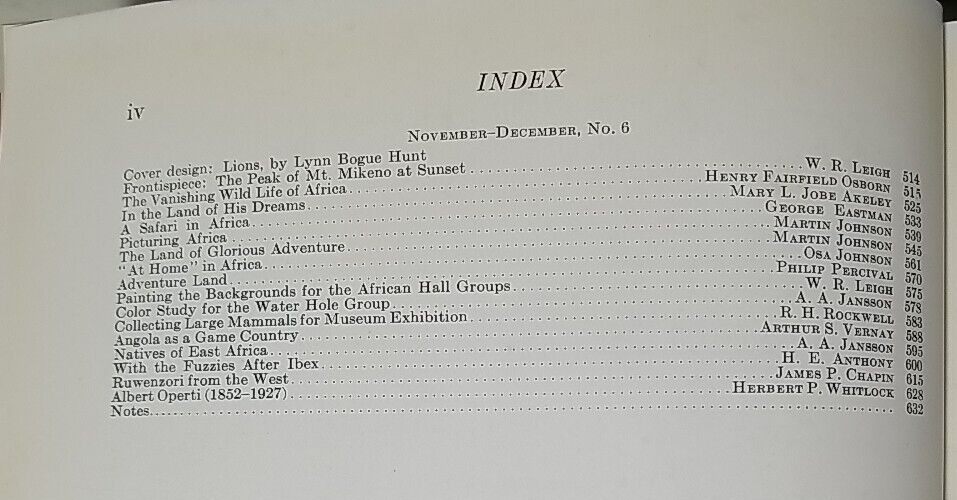 INDEX
iv
NOVEMBER–DECEMBER, NO. 6
Cover design: Lions, by Lynn Bogue Hunt
Frontispiece: The Peak of Mt. Mikeno at Sunset W. R. LEIGH 514
The Vanishing Wild Life of Africa HENRY FAIRFIELD OSBORN 515
In the Land of His Dreams MARY L. JOBE AKELEY 525
A Safari in Africa GEORGE EASTMAN 533
Picturing Africa MARTIN JOHNSON 539
The Land of Glorious Adventure MARTIN JOHNSON 545
"At Home" in Africa OSA JOHNSON 561
Adventure Land PHILIP PERCIVAL 570
Painting the Backgrounds for the African Hall Groups W. R. LEIGH 575
Color Study for the Water Hole Group A. A. JANSSON 578
Collecting Large Mammals for Museum Exhibition R. H. ROCKWELL 583
Angola as a Game Country ARTHUR S. VERNAY 588
Natives of East Africa A. A. JANSSON 595
With the Fuzzies After Ibex H. E. ANTHONY 600
Ruwenzori from the West JAMES P. CHAPIN 615
Albert Operti (1852–1927) HERBERT P. WHITLOCK 628
Notes 632